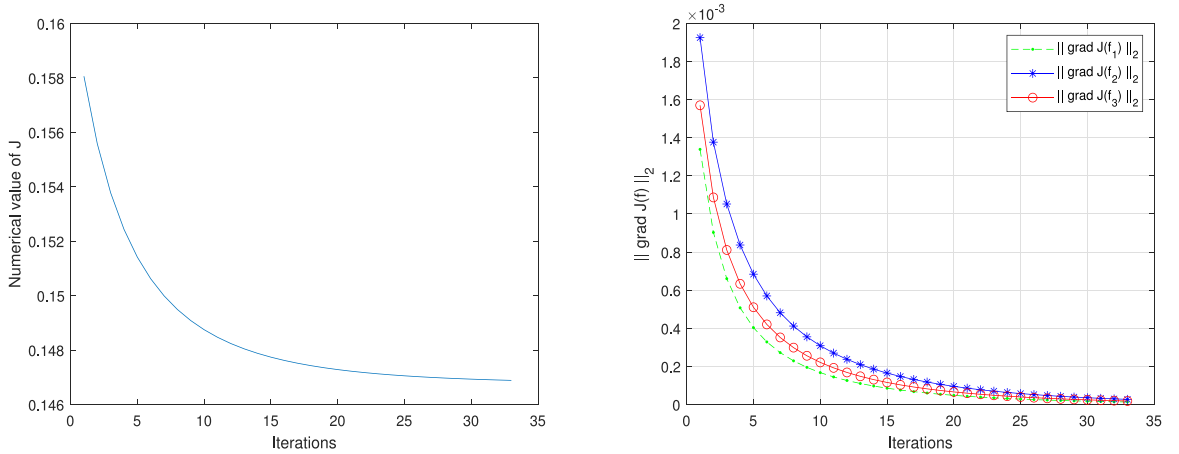 0.16
0.158
0.156
0.154
0.152
0.15
0.148
0.146
Numerical value of J
0 5 10 15 20 25 30 35
Iterations
×10⁻³
2
1.8
1.6
1.4
1.2
1
0.8
0.6
0.4
0.2
0
|| grad J(f) ||₂
|| grad J(f₁) ||₂
|| grad J(f₂) ||₂
|| grad J(f₃) ||₂
0 5 10 15 20 25 30 35
Iterations